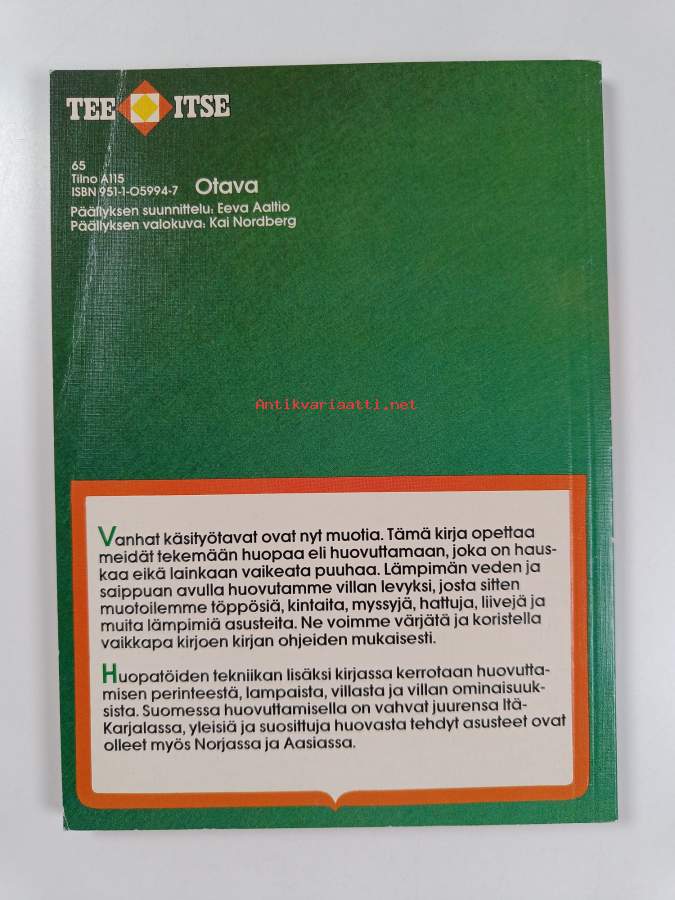 TEE ITSE
65
Tilno A115
ISBN 951-1-05994-7 Otava
Päällyksen suunnittelu: Eeva Aaltio
Päällyksen valokuva: Kai Nordberg
Antikvariaatti.net
Vanhat käsityötavat ovat nyt muotia. Tämä kirja opettaa
meidät tekemään huopaa eli huovuttamaan, joka on haus-
kaa eikä lainkaan vaikeata puuhaa. Lämpimän veden ja
saippuan avulla huovutamme villan levyksi, josta sitten
muotoilemme töppösiä, kintaita, myssyjä, hattuja, liivejä ja
muita lämpimiä asusteita. Ne voimme värjätä ja koristella
vaikkapa kirjoen kirjan ohjeiden mukaisesti.
Huopatöiden tekniikan lisäksi kirjassa kerrotaan huovutta-
misen perinteestä, lampaista, villasta ja villan ominaisuuk-
sista. Suomessa huovuttamisella on vahvat juurensa Itä-
Karjalassa, yleisiä ja suosittuja huovasta tehdyt asusteet ovat
olleet myös Norjassa ja Aasiassa.